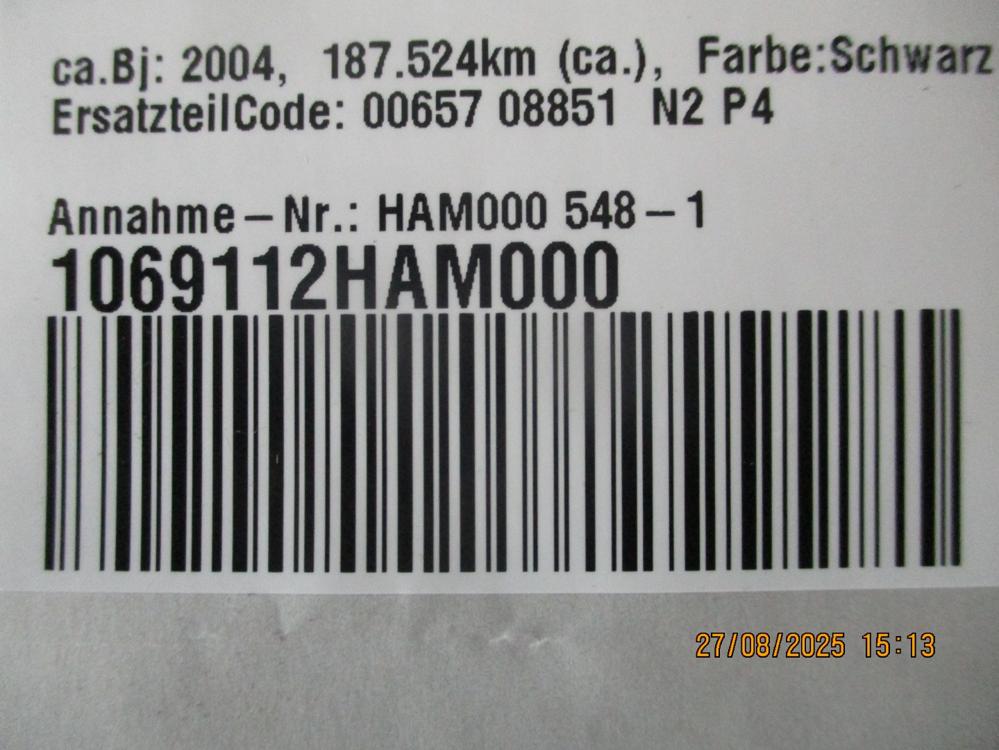 ca.Bj: 2004, 187.524km (ca.), Farbe:Schwarz
ErsatzteilCode: 00657 08851 N2 P4
Annahme-Nr.: HAM000 548-1
1069112HAM000
27/08/2025 15:13